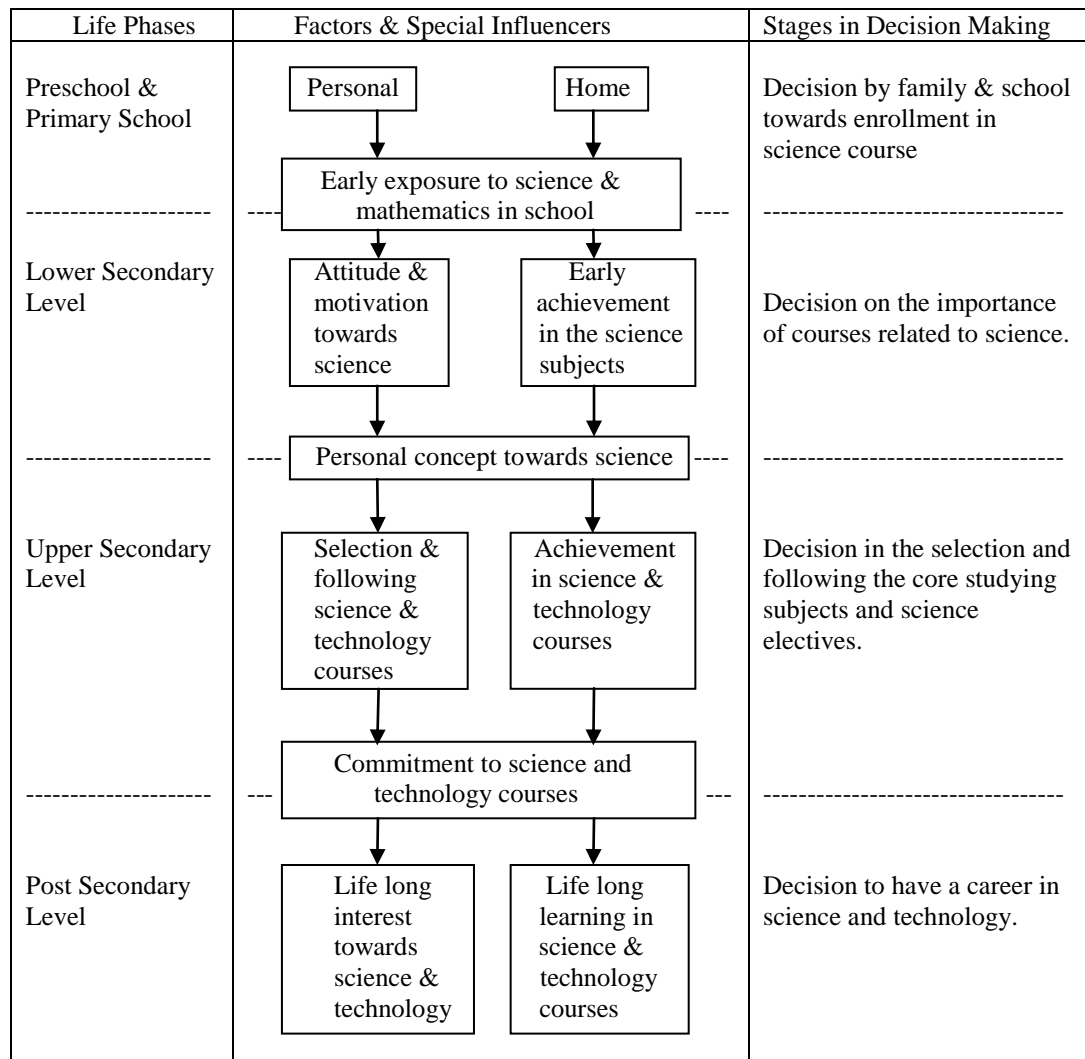 Life Phases
Factors & Special Influencers
Stages in Decision Making
Preschool &
Primary School
Personal
Home
Decision by family & school
towards enrollment in
science course
Early exposure to science &
mathematics in school
Lower Secondary
Level
Attitude &
motivation
towards
science
Early
achievement
in the science
subjects
Decision on the importance
of courses related to science.
Personal concept towards science
Upper Secondary
Level
Selection &
following
science &
technology
courses
Achievement
in science &
technology
courses
Decision in the selection and
following the core studying
subjects and science
electives.
Commitment to science and
technology courses
Post Secondary
Level
Life long
interest
towards
science &
technology
Life long
learning in
science &
technology
courses
Decision to have a career in
science and technology.